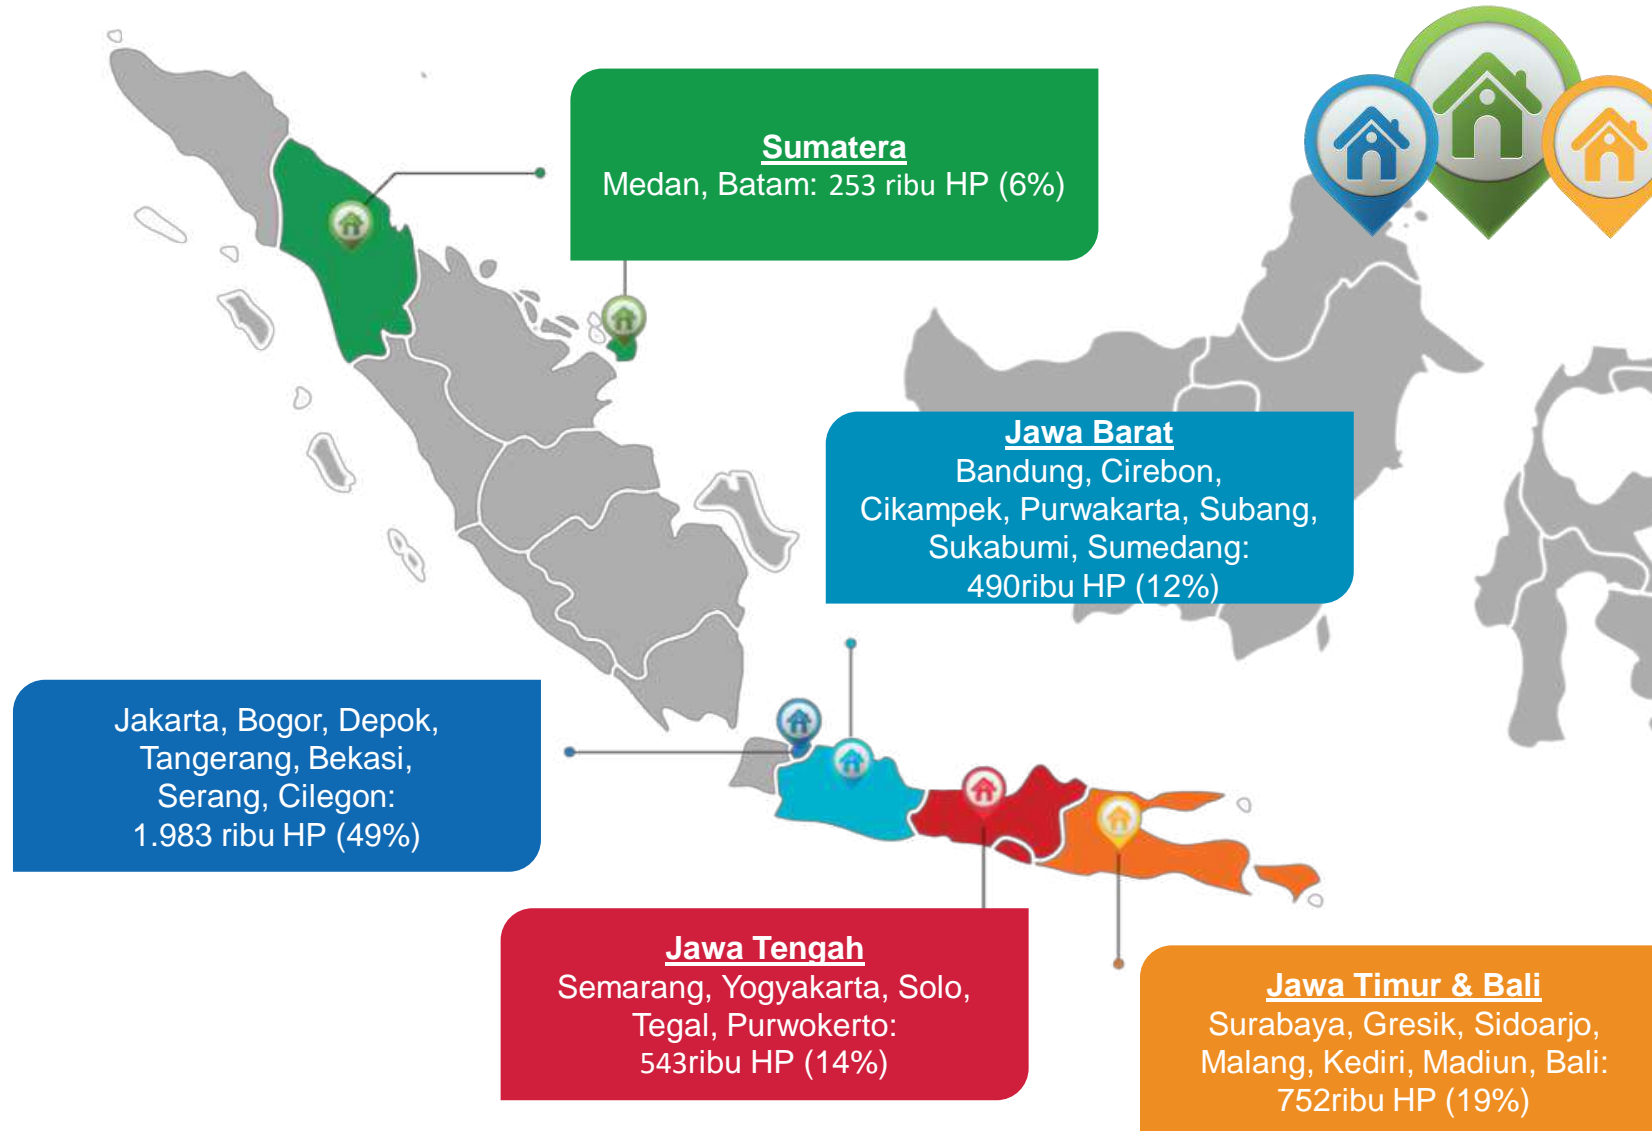 Sumatera
Medan, Batam: 253 ribu HP (6%)
Jawa Barat
Bandung, Cirebon,
Cikampek, Purwakarta, Subang,
Sukabumi, Sumedang:
490ribu HP (12%)
Jakarta, Bogor, Depok,
Tangerang, Bekasi,
Serang, Cilegon:
1.983 ribu HP (49%)
Jawa Tengah
Semarang, Yogyakarta, Solo,
Tegal, Purwokerto:
543ribu HP (14%)
Jawa Timur & Bali
Surabaya, Gresik, Sidoarjo,
Malang, Kediri, Madiun, Bali:
752ribu HP (19%)